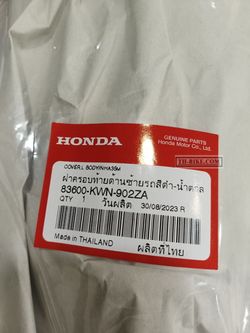 HONDA
GENUINE PARTS
Honda Motor Co., Ltd.
COVER L BODY*NHA35M*
ฝาครอบท้ายด้านซ้ายรถสีดำ-น้ำตาล
83600-KWN-902ZA
QTY 1 วันผลิต 30/08/2023 R
Made in THAILAND ผลิตที่ไทย